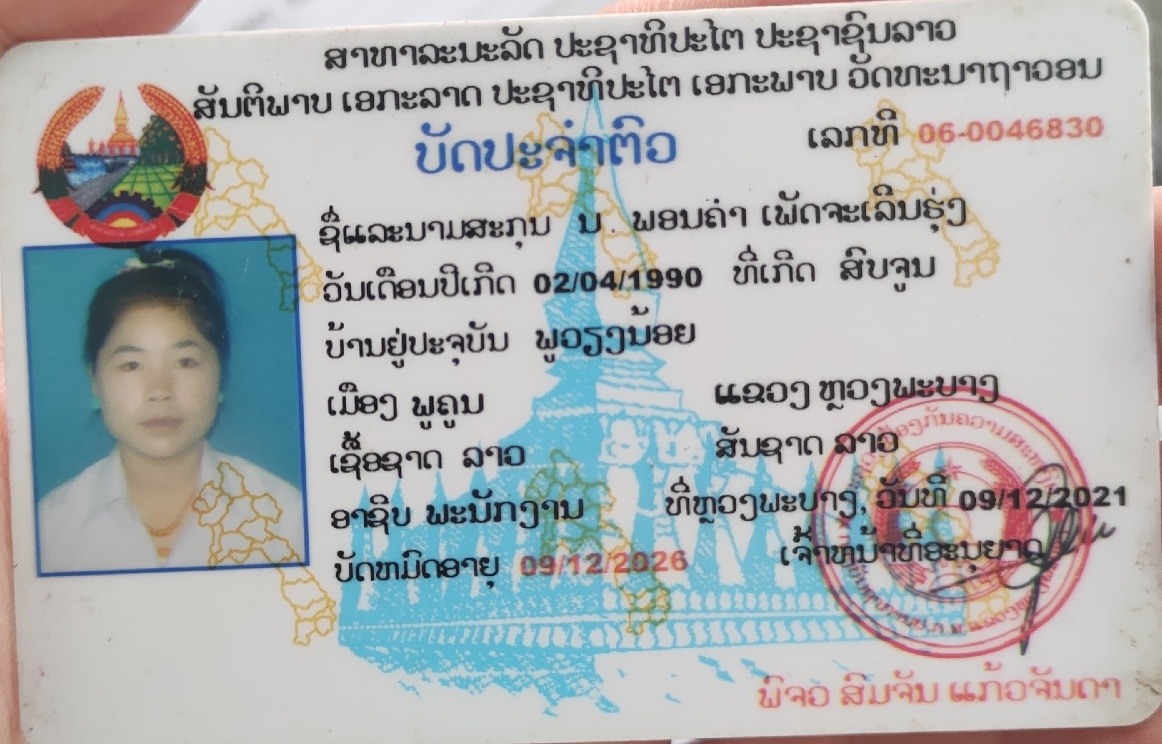 ສາທາລະນະລັດ ປະຊາທິປະໄຕ ປະຊາຊົນລາວ
ສັນຕິພາບ ເອກະລາດ ປະຊາທິປະໄຕ ເອກະພາບ ວັດທະນາຖາວອນ
ບັດປະຈຳຕົວ
ເລກທີ 06-0046830
ຊື່ແລະນາມສະກຸນ ນ. ພອນຄຳ ເພັດຈະເລີນຮຸ່ງ
ວັນເດືອນປີເກີດ 02/04/1990 ທີ່ເກີດ ສົບຈູນ
ບ້ານຢູ່ປະຈຸບັນ ພູວຽງນ້ອຍ
ເມືອງ ພູຄູນ ແຂວງ ຫຼວງພະບາງ
ເຊື້ອຊາດ ລາວ ສັນຊາດ ລາວ
ອາຊີບ ພະນັກງານ ທີ່ຫຼວງພະບາງ, ວັນທີ 09/12/2021
ບັດຫມົດອາຍຸ 09/12/2026 ເຈົ້າຫນ້າທີ່ອະນຸຍາດ
ພົຈວ ສົມຈັນ ແກ້ວຈັນດາ